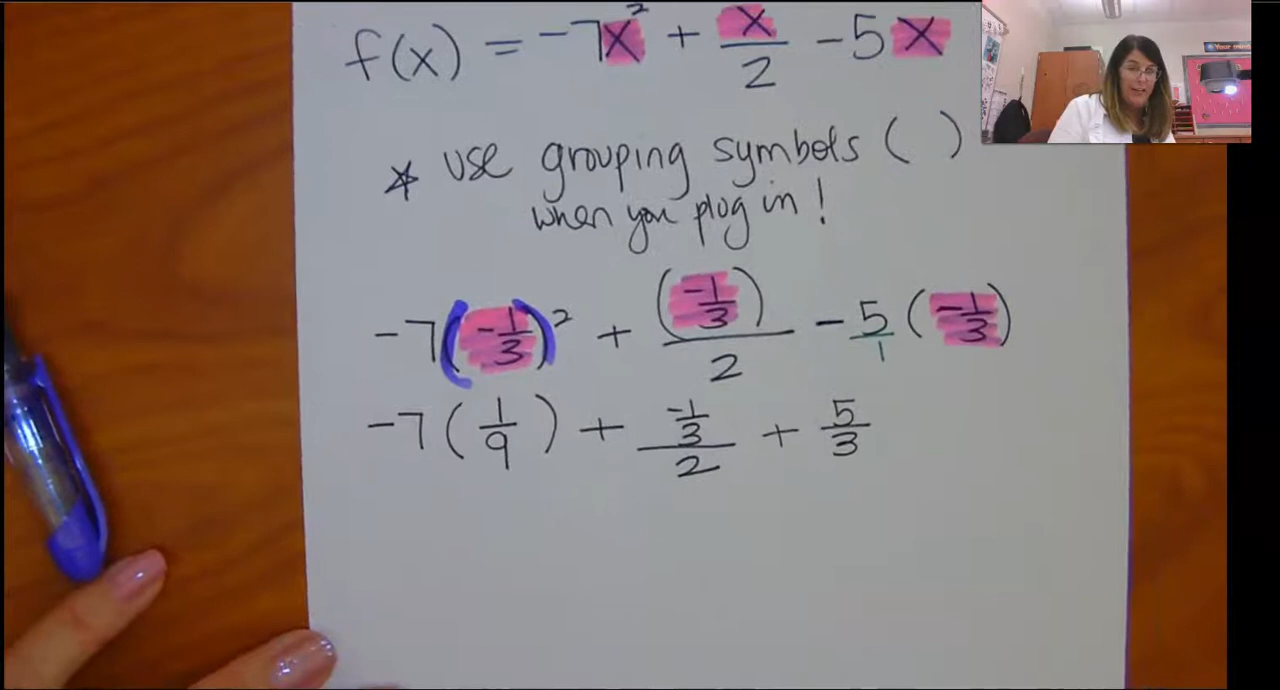 f(x) = -7x² + x/2 - 5x
* use grouping symbols ( )
when you plug in!
-7(-1/3)² + (-1/3)/2 - 5/1 (-1/3)
-7(1/9) + (-1/3)/2 + 5/3